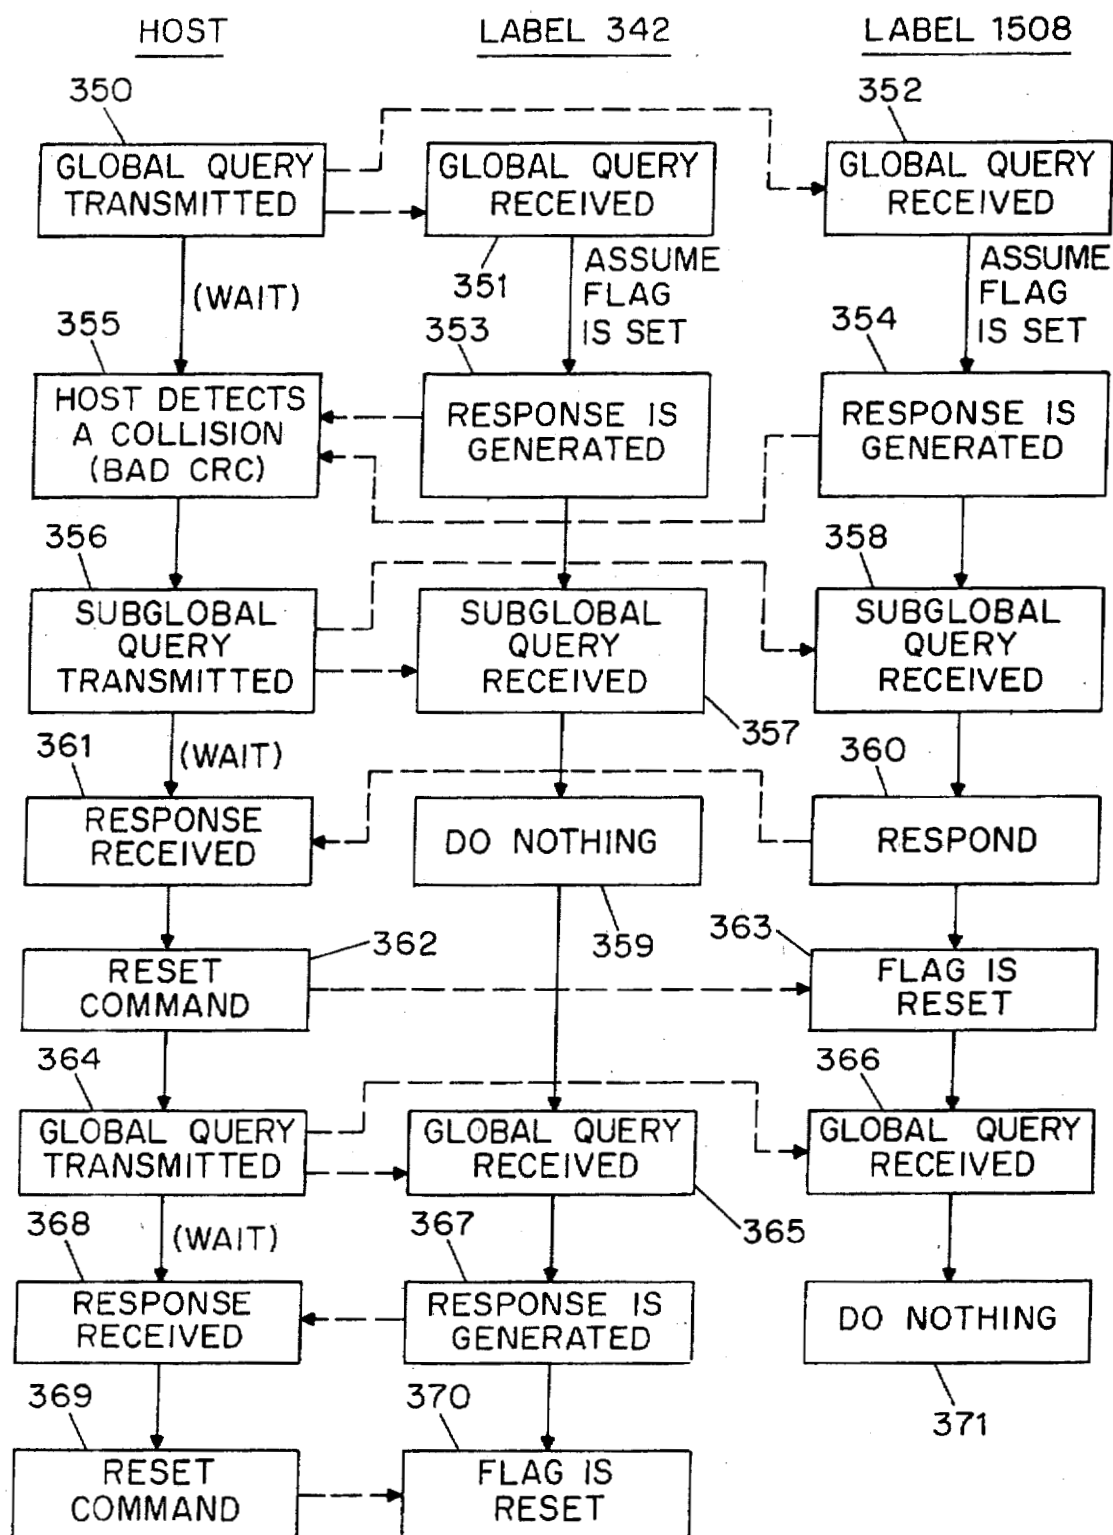 HOST
LABEL 342
LABEL 1508
350
352
GLOBAL QUERY
TRANSMITTED
GLOBAL QUERY
RECEIVED
GLOBAL QUERY
RECEIVED
351
(WAIT)
ASSUME
FLAG
IS SET
ASSUME
FLAG
IS SET
355
353
354
HOST DETECTS
A COLLISION
(BAD CRC)
RESPONSE IS
GENERATED
RESPONSE IS
GENERATED
356
358
SUBGLOBAL
QUERY
TRANSMITTED
SUBGLOBAL
QUERY
RECEIVED
SUBGLOBAL
QUERY
RECEIVED
357
361
(WAIT)
360
RESPONSE
RECEIVED
DO NOTHING
RESPOND
359
362
363
RESET
COMMAND
FLAG IS
RESET
364
366
GLOBAL QUERY
TRANSMITTED
GLOBAL QUERY
RECEIVED
GLOBAL QUERY
RECEIVED
365
368
(WAIT)
367
RESPONSE
RECEIVED
RESPONSE IS
GENERATED
DO NOTHING
371
369
370
RESET
COMMAND
FLAG IS
RESET